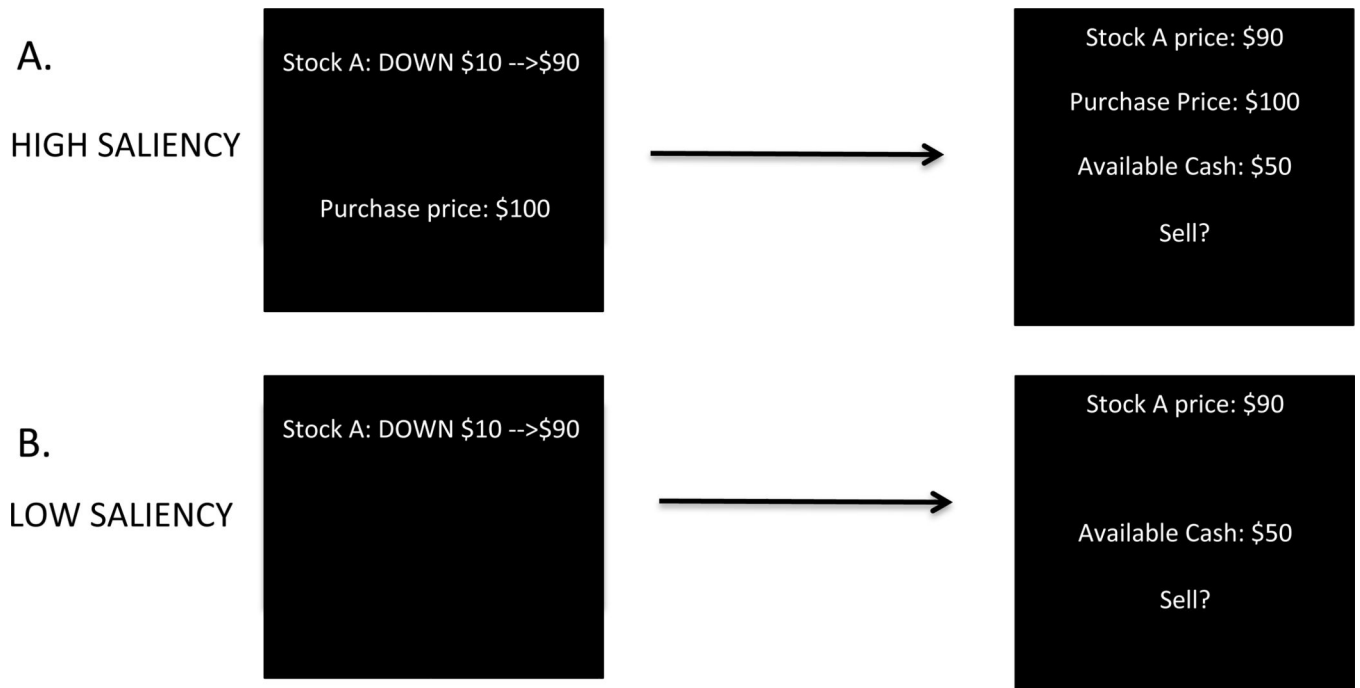 A.
HIGH SALIENCY
Stock A: DOWN $10 -->$90
Purchase price: $100
Stock A price: $90
Purchase Price: $100
Available Cash: $50
Sell?
B.
LOW SALIENCY
Stock A: DOWN $10 -->$90
Stock A price: $90
Available Cash: $50
Sell?